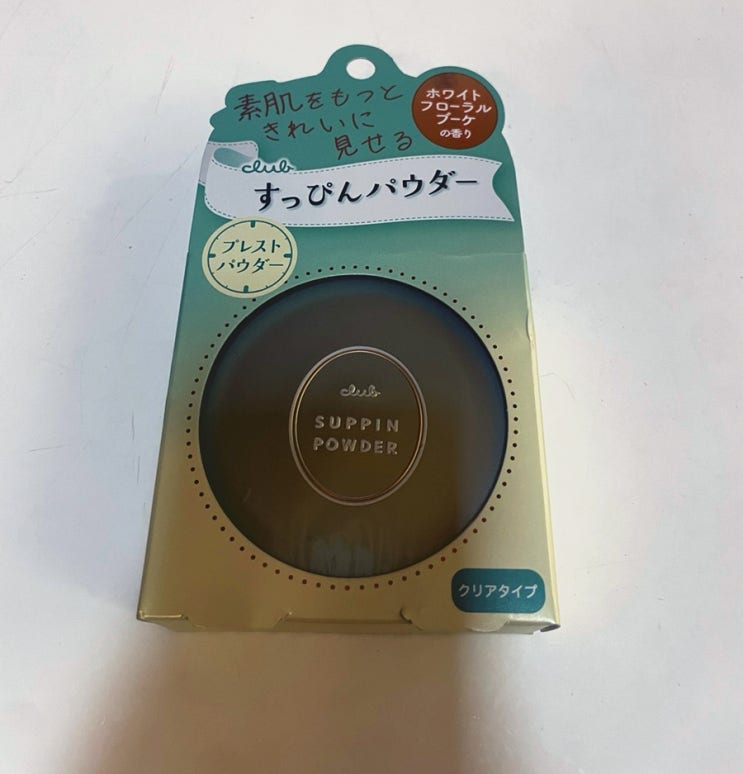 素肌をもっと
きれいに
見せる
ホワイト
フローラル
ブーケ
の香り
club
すっぴんパウダー
プレスト
パウダー
club
SUPPIN
POWDER
クリアタイプ